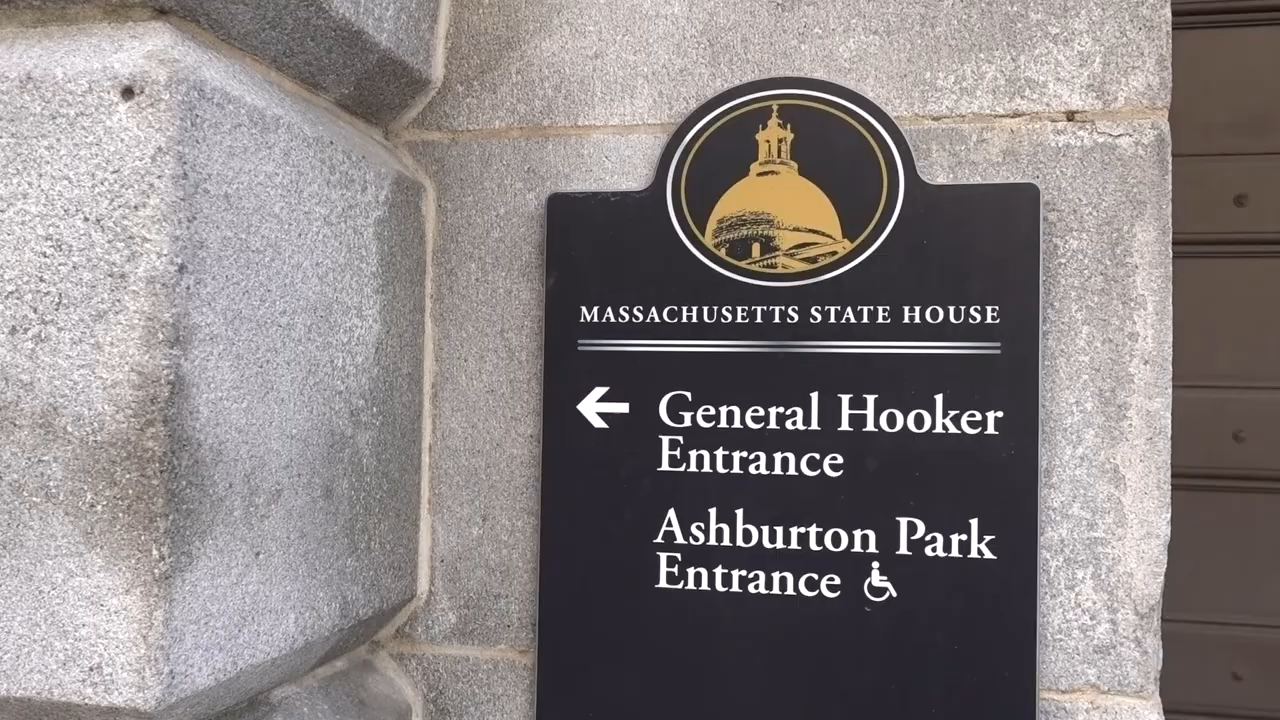 MASSACHUSETTS STATE HOUSE
General Hooker
Entrance
Ashburton Park
Entrance